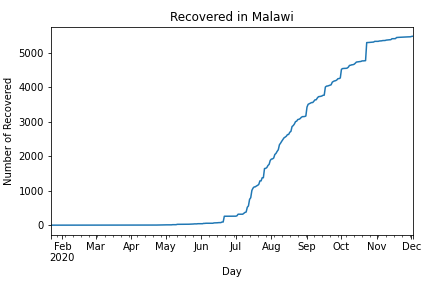 Recovered in Malawi
Number of Recovered
5000
4000
3000
2000
1000
0
Feb Mar Apr May Jun Jul Aug Sep Oct Nov Dec
2020
Day